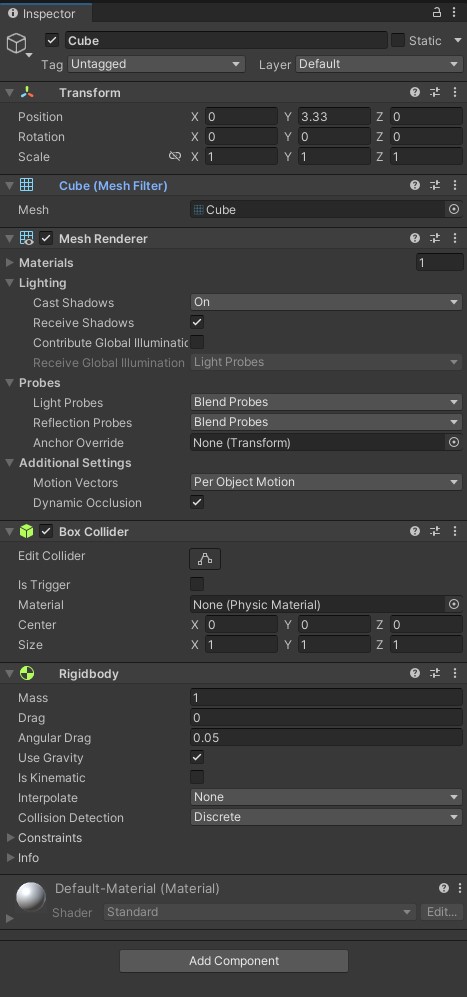 Inspector
Cube Static
Tag Untagged Layer Default
Transform
Position X 0 Y 3.33 Z 0
Rotation X 0 Y 0 Z 0
Scale X 1 Y 1 Z 1
Cube (Mesh Filter)
Mesh Cube
Mesh Renderer
Materials 1
Lighting
Cast Shadows On
Receive Shadows
Contribute Global Illuminatic
Receive Global Illumination Light Probes
Probes
Light Probes Blend Probes
Reflection Probes Blend Probes
Anchor Override None (Transform)
Additional Settings
Motion Vectors Per Object Motion
Dynamic Occlusion
Box Collider
Edit Collider
Is Trigger
Material None (Physic Material)
Center X 0 Y 0 Z 0
Size X 1 Y 1 Z 1
Rigidbody
Mass 1
Drag 0
Angular Drag 0.05
Use Gravity
Is Kinematic
Interpolate None
Collision Detection Discrete
Constraints
Info
Default-Material (Material)
Shader Standard Edit...
Add Component